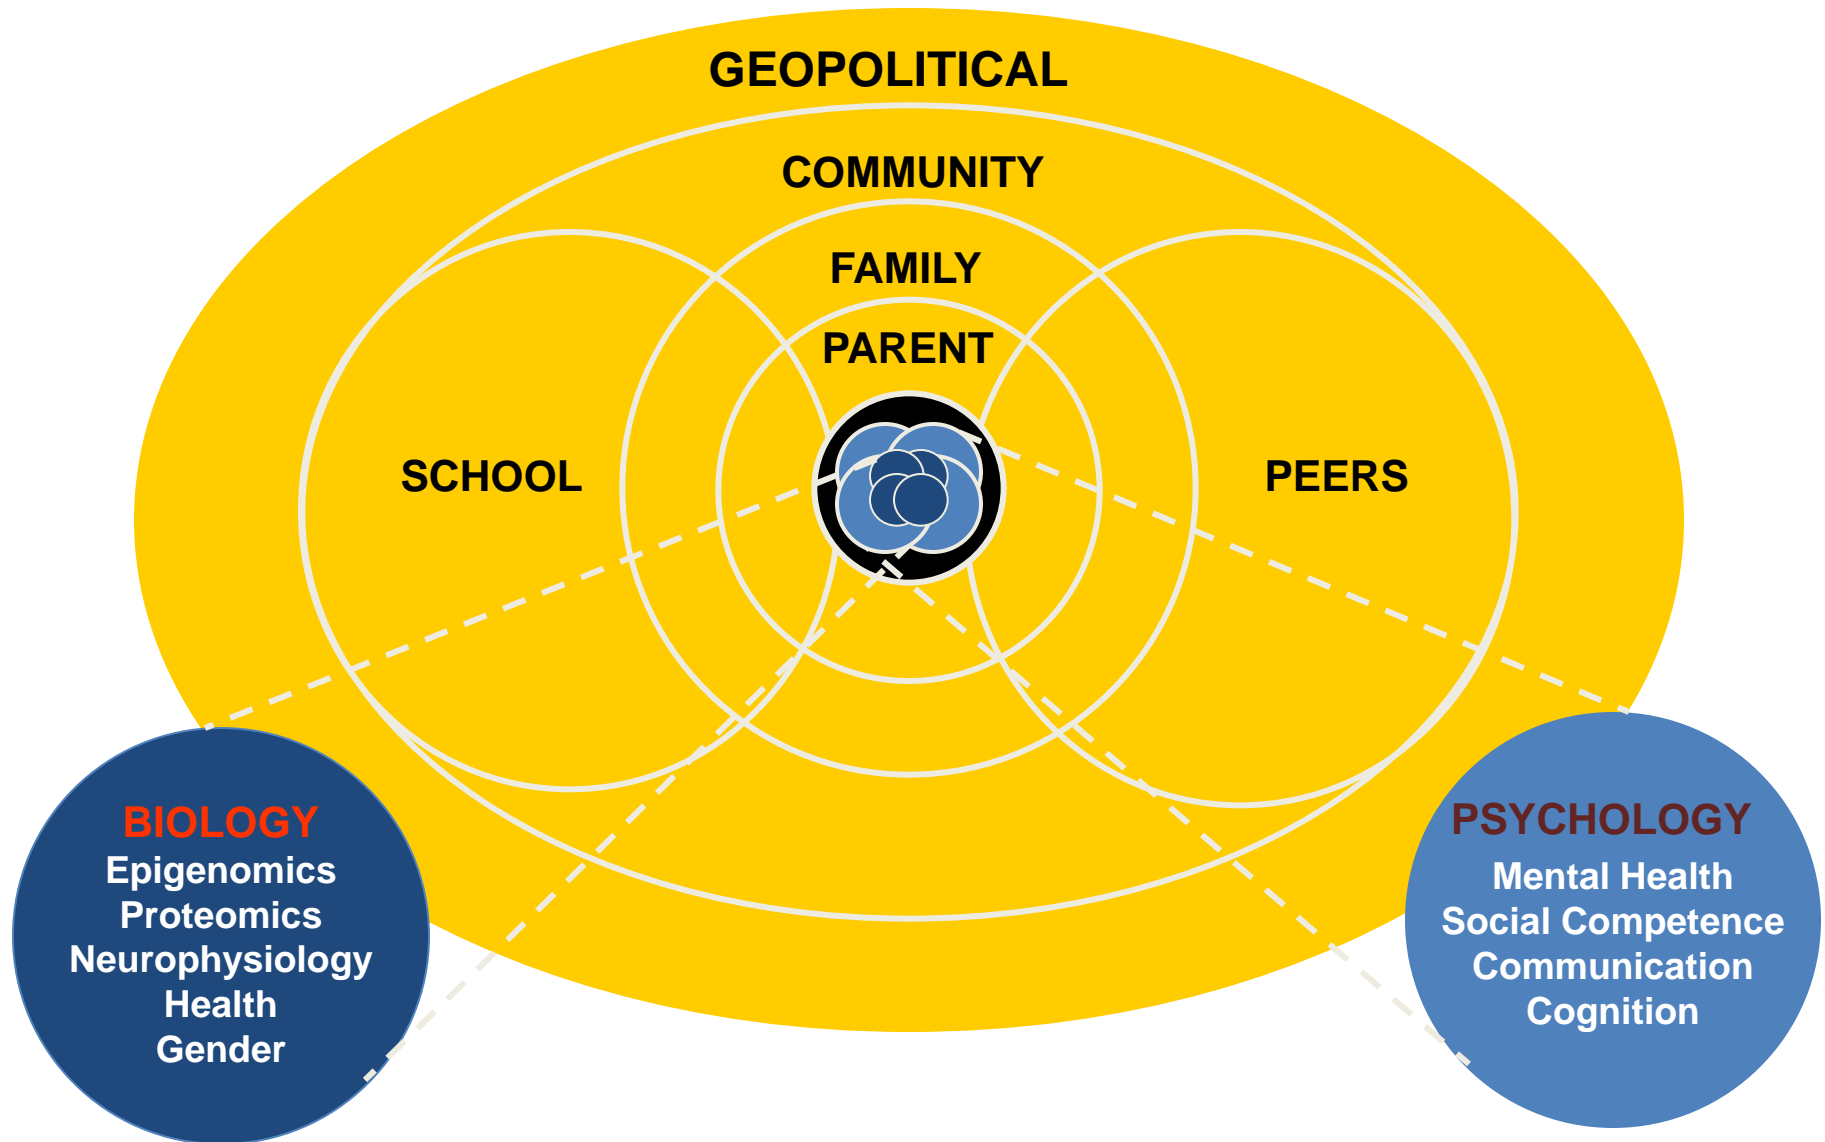 GEOPOLITICAL
COMMUNITY
FAMILY
PARENT
SCHOOL
PEERS
BIOLOGY
Epigenomics
Proteomics
Neurophysiology
Health
Gender
PSYCHOLOGY
Mental Health
Social Competence
Communication
Cognition